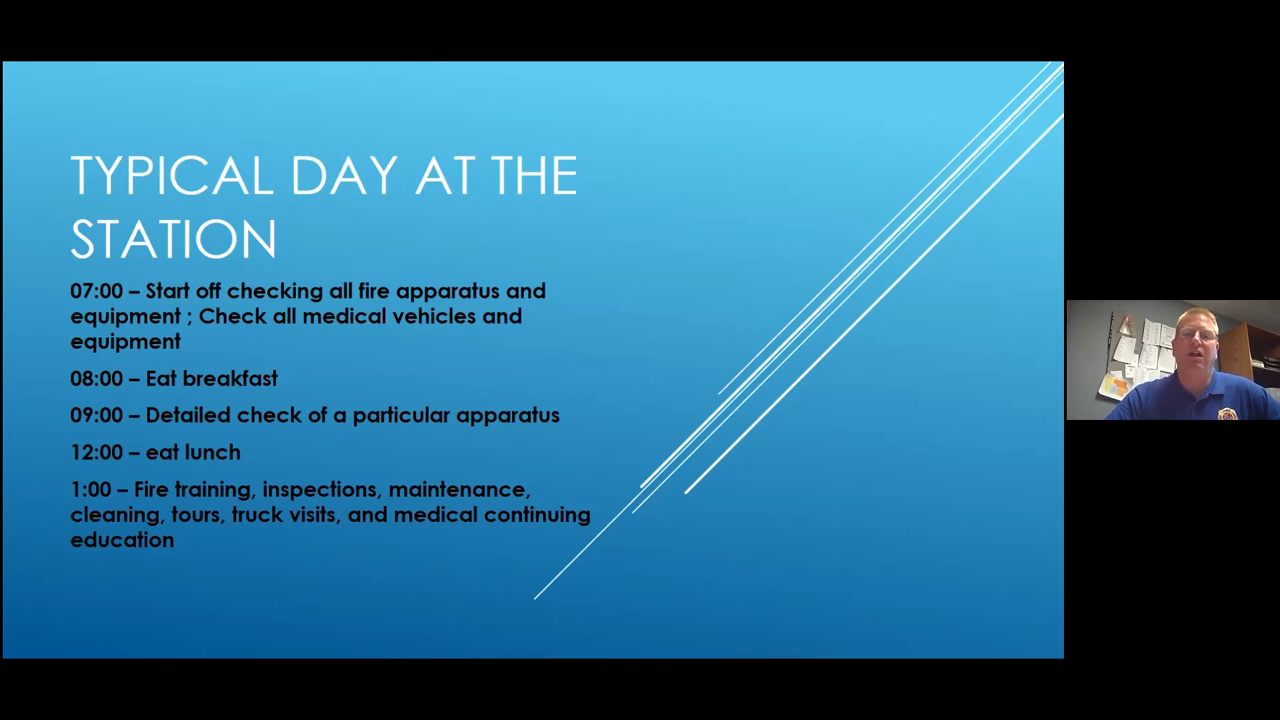 TYPICAL DAY AT THE
STATION
07:00 – Start off checking all fire apparatus and
equipment ; Check all medical vehicles and
equipment
08:00 – Eat breakfast
09:00 – Detailed check of a particular apparatus
12:00 – eat lunch
1:00 – Fire training, inspections, maintenance,
cleaning, tours, truck visits, and medical continuing
education